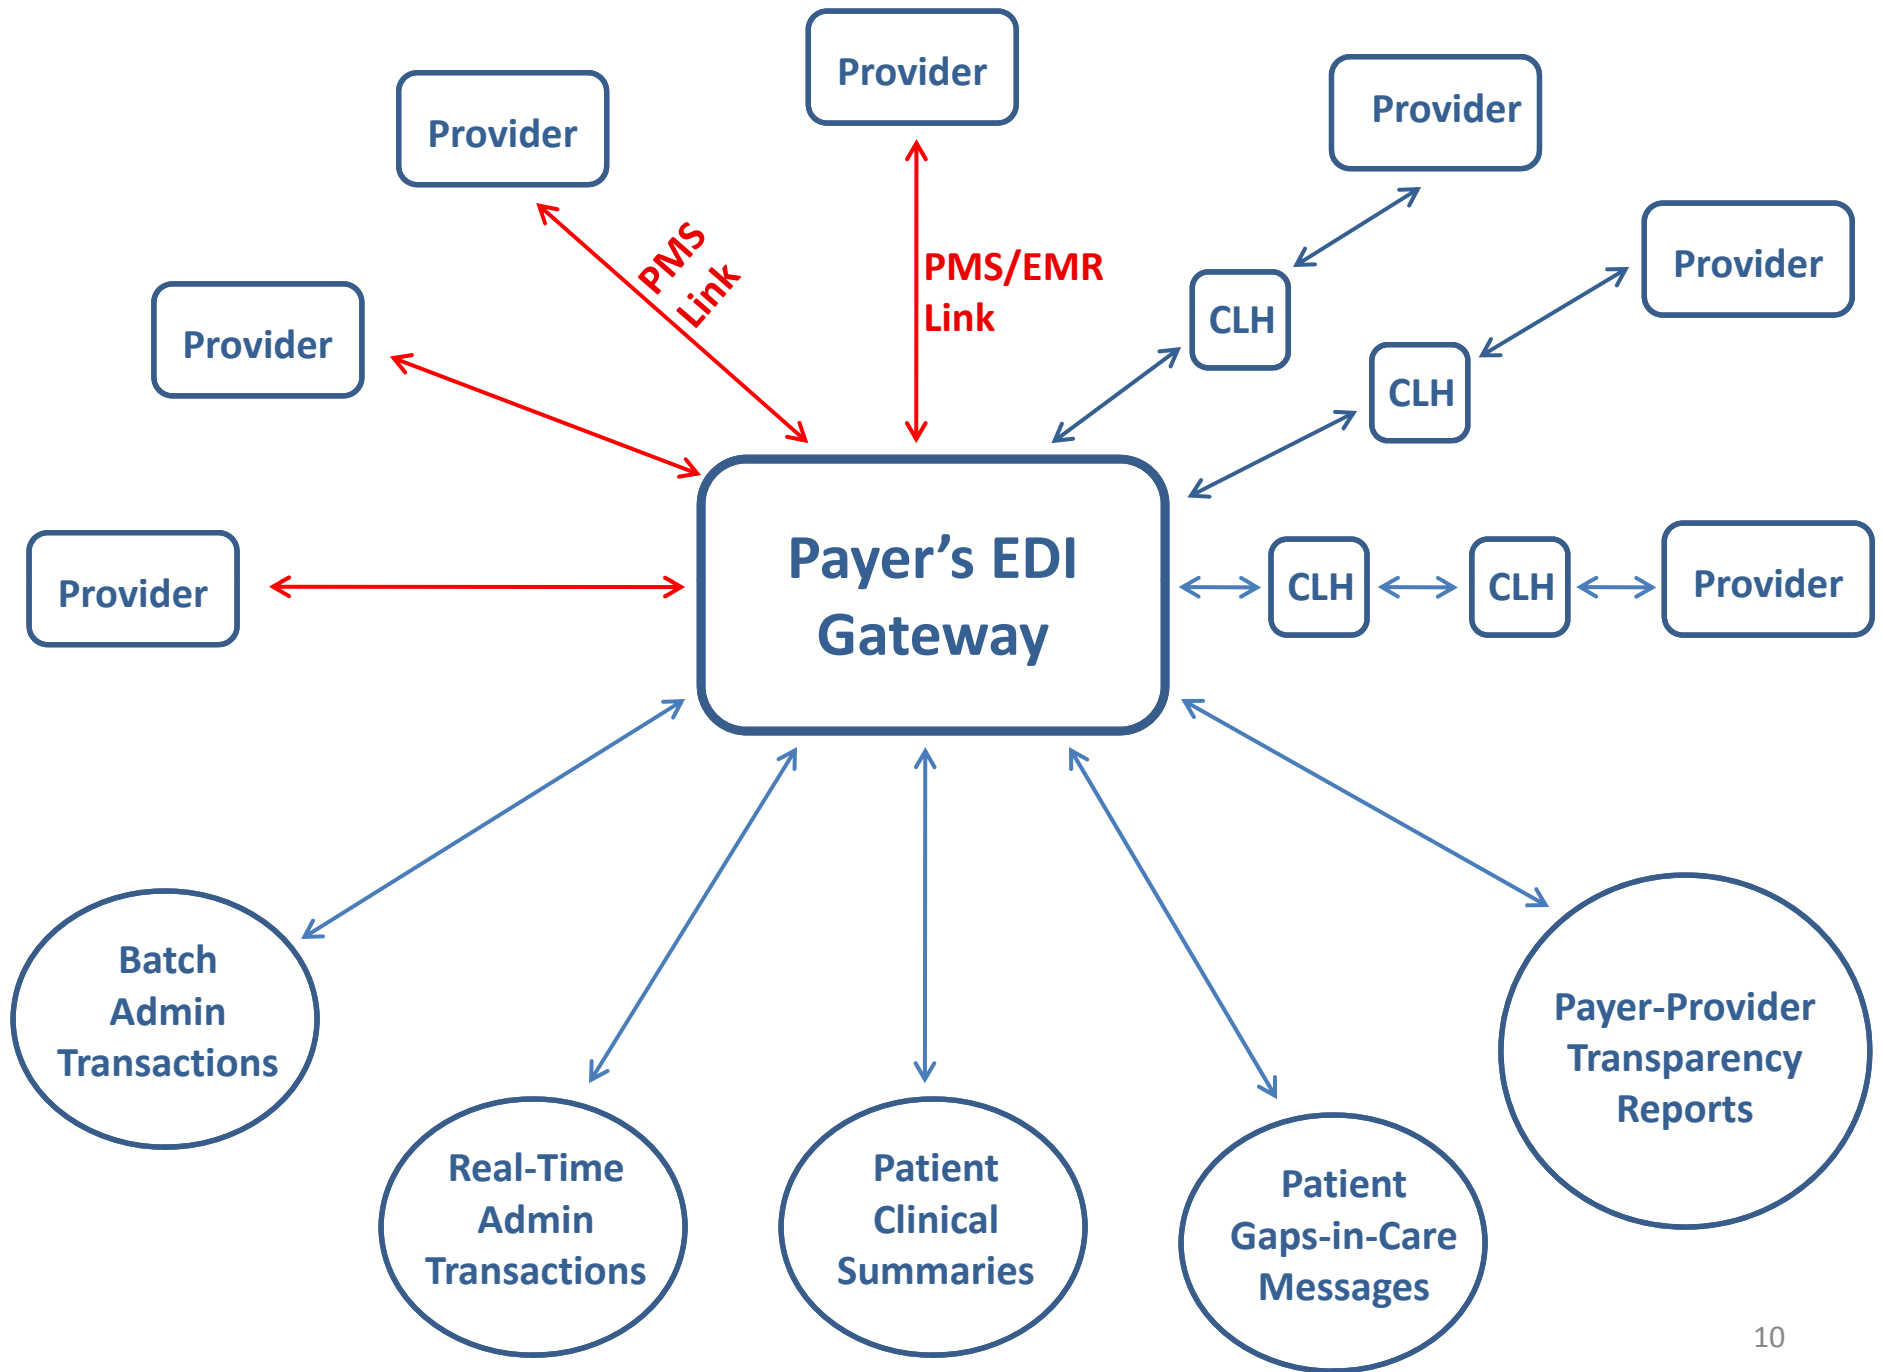 Provider
Provider
Provider
Provider
Provider
Provider
Provider
Provider
PMS
Link
PMS/EMR
Link
CLH
CLH
CLH
CLH
Payer’s EDI
Gateway
Batch
Admin
Transactions
Real-Time
Admin
Transactions
Patient
Clinical
Summaries
Patient
Gaps-in-Care
Messages
Payer-Provider
Transparency
Reports
10